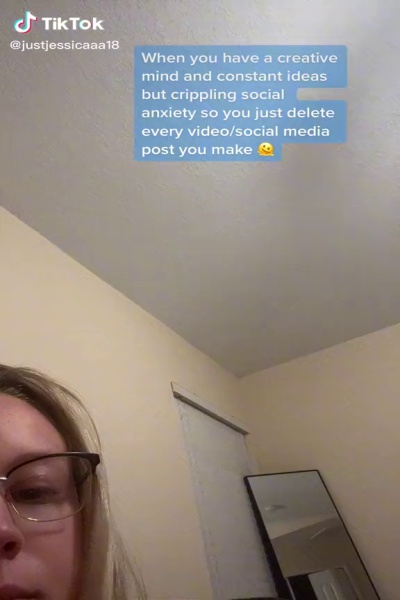 TikTok
@justjessicaaa18
When you have a creative
mind and constant ideas
but crippling social
anxiety so you just delete
every video/social media
post you make 🫠